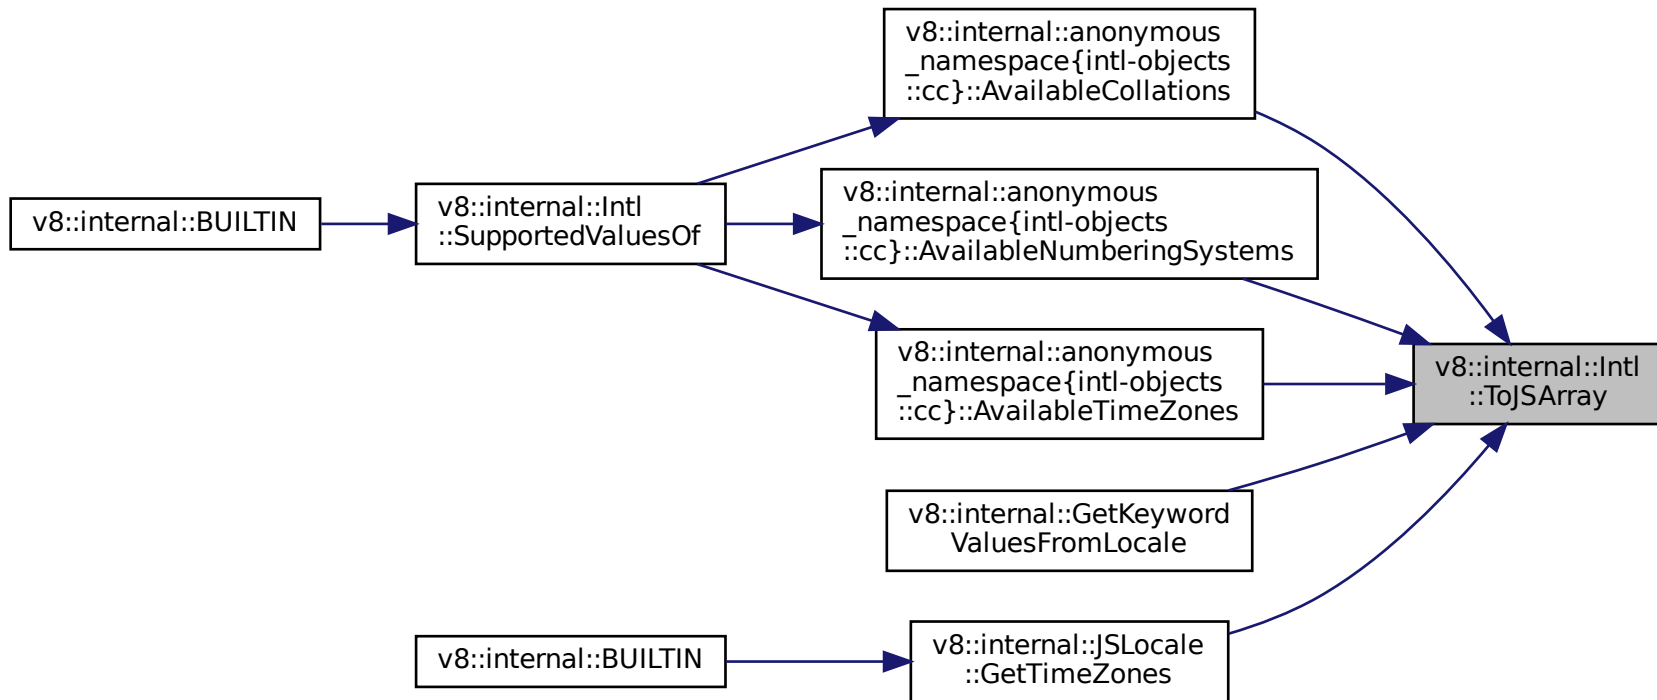 v8::internal::anonymous
_namespace{intl-objects
::cc}::AvailableCollations
v8::internal::BUILTIN
v8::internal::Intl
::SupportedValuesOf
v8::internal::anonymous
_namespace{intl-objects
::cc}::AvailableNumberingSystems
v8::internal::anonymous
_namespace{intl-objects
::cc}::AvailableTimeZones
v8::internal::Intl
::ToJSArray
v8::internal::GetKeyword
ValuesFromLocale
v8::internal::BUILTIN
v8::internal::JSLocale
::GetTimeZones